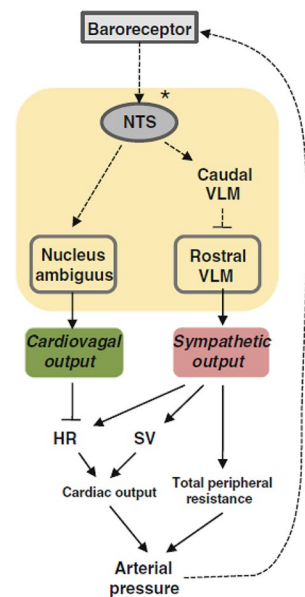 Baroreceptor
*
NTS
Caudal
VLM
Nucleus
ambiguus
Rostral
VLM
Cardiovagal
output
Sympathetic
output
HR
SV
Cardiac output
Total peripheral
resistance
Arterial
pressure